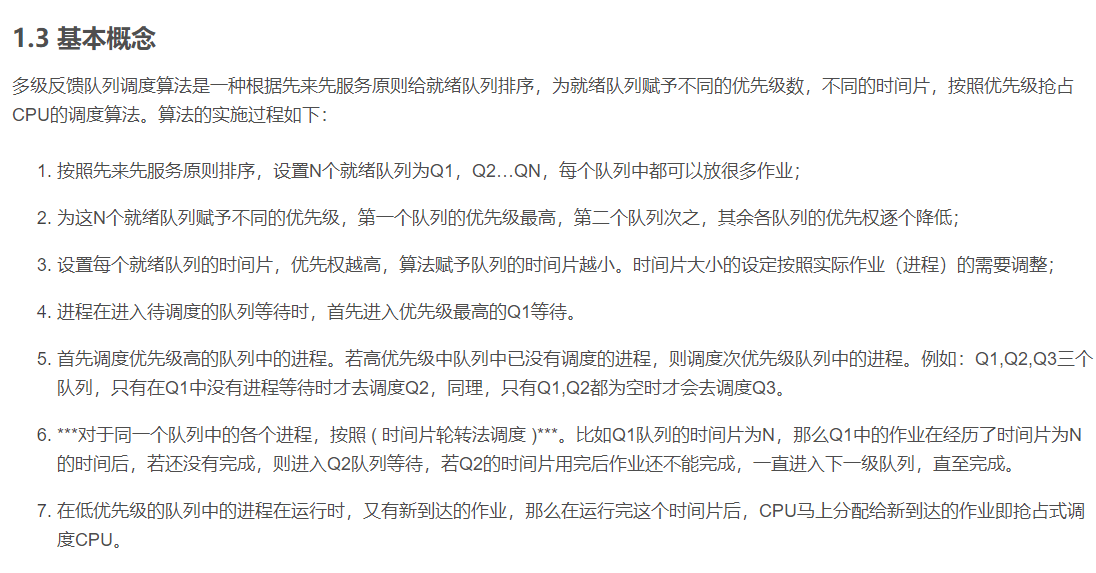 1.3 基本概念
多级反馈队列调度算法是一种根据先来先服务原则给就绪队列排序，为就绪队列赋予不同的优先级数，不同的时间片，按照优先级抢占
CPU的调度算法。算法的实施过程如下：
1. 按照先来先服务原则排序，设置N个就绪队列为Q1，Q2...QN，每个队列中都可以放很多作业；
2. 为这N个就绪队列赋予不同的优先级，第一个队列的优先级最高，第二个队列次之，其余各队列的优先权逐个降低；
3. 设置每个就绪队列的时间片，优先权越高，算法赋予队列的时间片越小。时间片大小的设定按照实际作业（进程）的需要调整；
4. 进程在进入待调度的队列等待时，首先进入优先级最高的Q1等待。
5. 首先调度优先级高的队列中的进程。若高优先级中队列中已没有调度的进程，则调度次优先级队列中的进程。例如：Q1,Q2,Q3三个
队列，只有在Q1中没有进程等待时才去调度Q2，同理，只有Q1,Q2都为空时才会去调度Q3。
6. ***对于同一个队列中的各个进程，按照 ( 时间片轮转法调度 )***。比如Q1队列的时间片为N，那么Q1中的作业在经历了时间片为N
的时间后，若还没有完成，则进入Q2队列等待，若Q2的时间片用完后作业还不能完成，一直进入下一级队列，直至完成。
7. 在低优先级的队列中的进程在运行时，又有新到达的作业，那么在运行完这个时间片后，CPU马上分配给新到达的作业即抢占式调
度CPU。